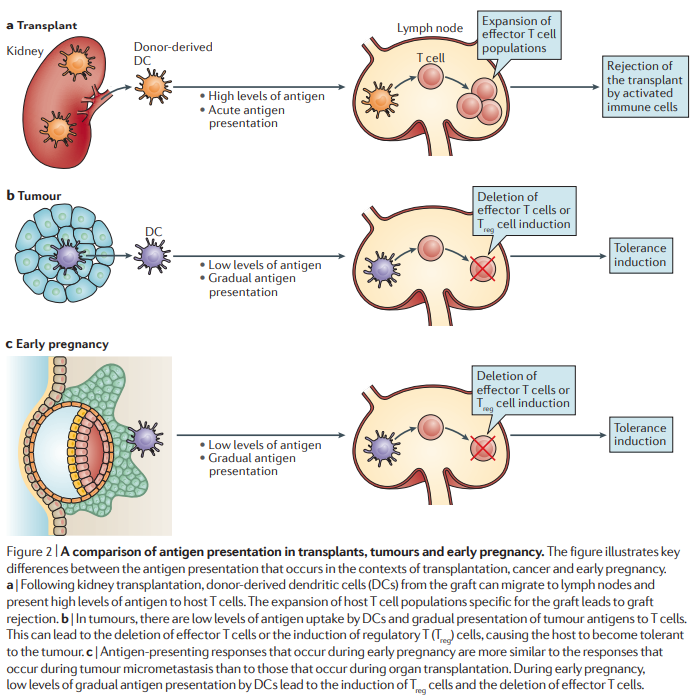 a Transplant
Kidney
Donor-derived
DC
• High levels of antigen
• Acute antigen
presentation
Lymph node
T cell
Expansion of
effector T cell
populations
Rejection of
the transplant
by activated
immune cells
b Tumour
DC
• Low levels of antigen
• Gradual antigen
presentation
Deletion of
effector T cells or
Treg cell induction
Tolerance
induction
c Early pregnancy
• Low levels of antigen
• Gradual antigen
presentation
Deletion of
effector T cells or
Treg cell induction
Tolerance
induction
Figure 2 | A comparison of antigen presentation in transplants, tumours and early pregnancy. The figure illustrates key
differences between the antigen presentation that occurs in the contexts of transplantation, cancer and early pregnancy.
a | Following kidney transplantation, donor-derived dendritic cells (DCs) from the graft can migrate to lymph nodes and
present high levels of antigen to host T cells. The expansion of host T cell populations specific for the graft leads to graft
rejection. b | In tumours, there are low levels of antigen uptake by DCs and gradual presentation of tumour antigens to T cells.
This can lead to the deletion of effector T cells or the induction of regulatory T (Treg) cells, causing the host to become tolerant
to the tumour. c | Antigen-presenting responses that occur during early pregnancy are more similar to the responses that
occur during tumour micrometastasis than to those that occur during organ transplantation. During early pregnancy,
low levels of gradual antigen presentation by DCs lead to the induction of Treg cells and the deletion of effector T cells.